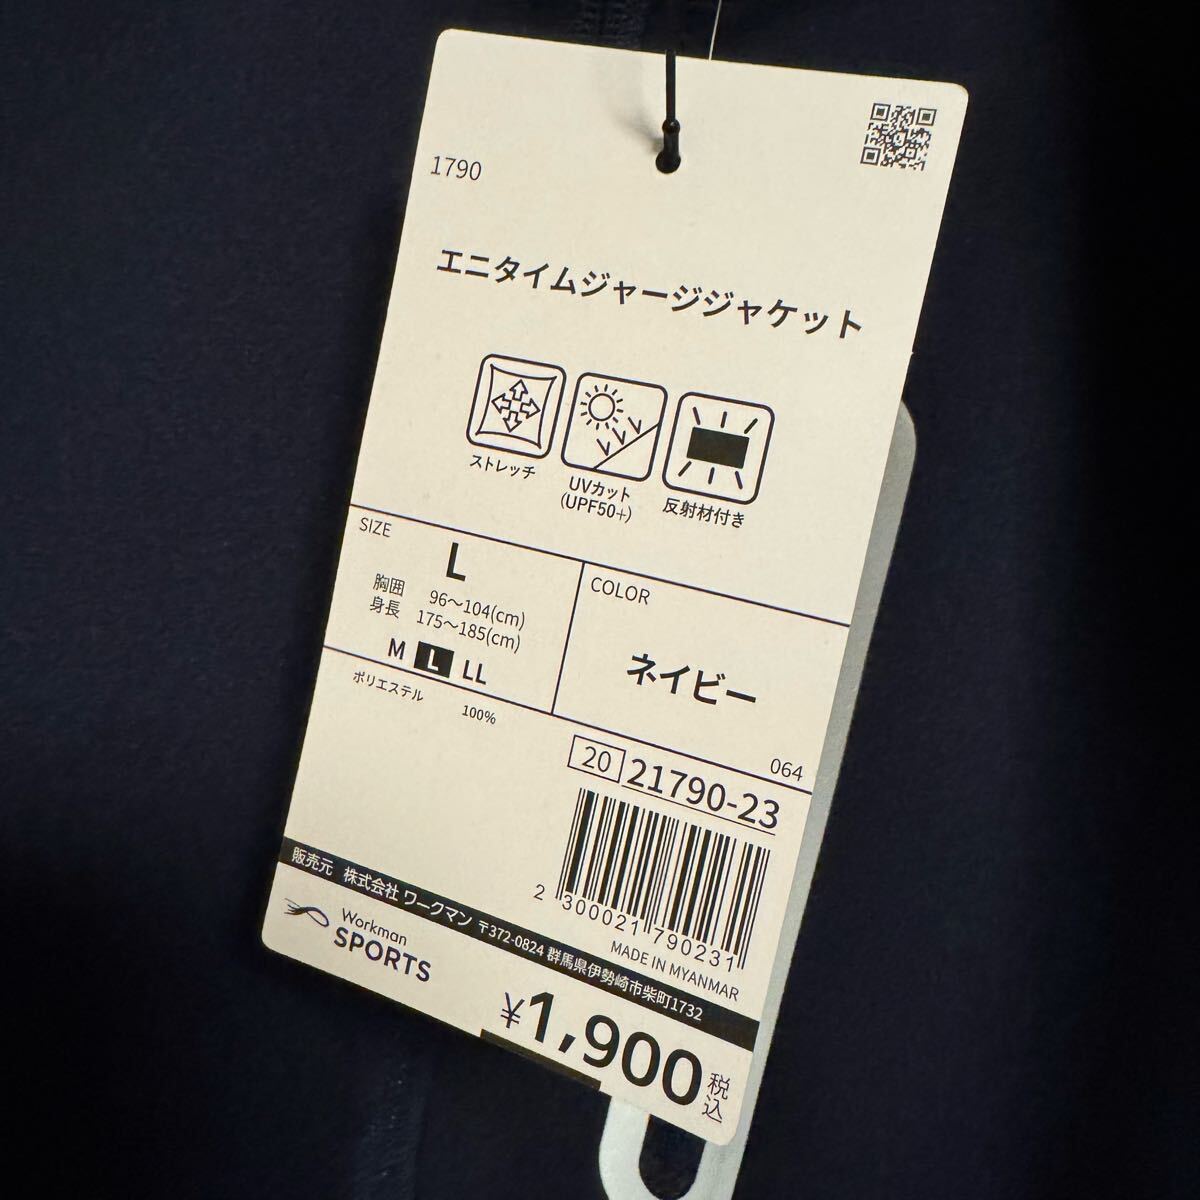 1790
エニタイムジャージジャケット
ストレッチ
UVカット
(UPF50+)
反射材付き
SIZE
L
胸囲 96～104(cm)
身長 175～185(cm)
M L LL
COLOR
ネイビー
064
ポリエステル 100%
20 21790-23
2 300021 790231
MADE IN MYANMAR
販売元 株式会社 ワークマン 〒372-0824 群馬県伊勢崎市柴町1732
Workman
SPORTS
¥1,900税込